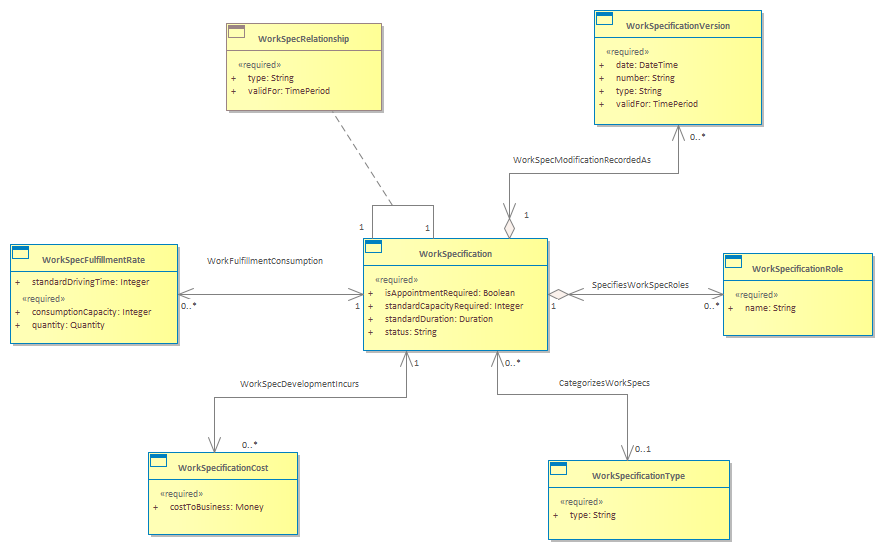 WorkSpecRelationship
«required»
+ type: String
+ validFor: TimePeriod
WorkSpecificationVersion
«required»
+ date: DateTime
+ number: String
+ type: String
+ validFor: TimePeriod
0..*
WorkSpecModificationRecordedAs
1
1
1
WorkSpecFulfillmentRate
+ standardDrivingTime: Integer
«required»
+ consumptionCapacity: Integer
+ quantity: Quantity
WorkFulfillmentConsumption
0..*
1
WorkSpecification
«required»
+ isAppointmentRequired: Boolean
+ standardCapacityRequired: Integer
+ standardDuration: Duration
+ status: String
SpecifiesWorkSpecRoles
1
0..*
WorkSpecificationRole
«required»
+ name: String
1
WorkSpecDevelopmentIncurs
0..*
0..*
CategorizesWorkSpecs
0..1
WorkSpecificationCost
«required»
+ costToBusiness: Money
WorkSpecificationType
«required»
+ type: String